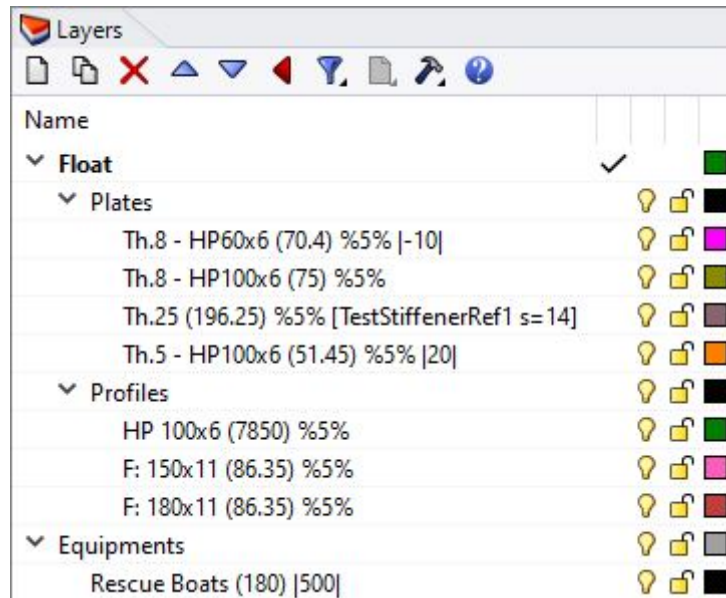 Layers
Name
Float
Plates
Th.8 - HP60x6 (70.4) %5% |-10|
Th.8 - HP100x6 (75) %5%
Th.25 (196.25) %5% [TestStiffenerRef1 s=14]
Th.5 - HP100x6 (51.45) %5% |20|
Profiles
HP 100x6 (7850) %5%
F: 150x11 (86.35) %5%
F: 180x11 (86.35) %5%
Equipments
Rescue Boats (180) |500|